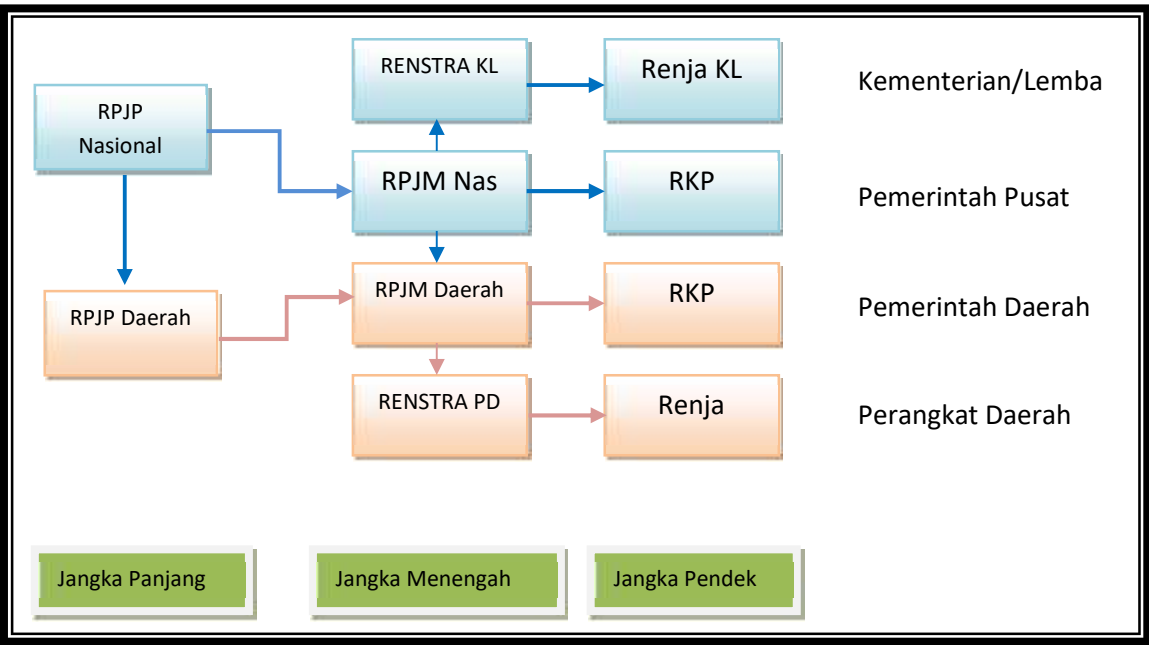 RENSTRA KL
Renja KL
Kementerian/Lemba
RPJP
Nasional
RPJM Nas
RKP
Pemerintah Pusat
RPJP Daerah
RPJM Daerah
RKP
Pemerintah Daerah
RENSTRA PD
Renja
Perangkat Daerah
Jangka Panjang
Jangka Menengah
Jangka Pendek